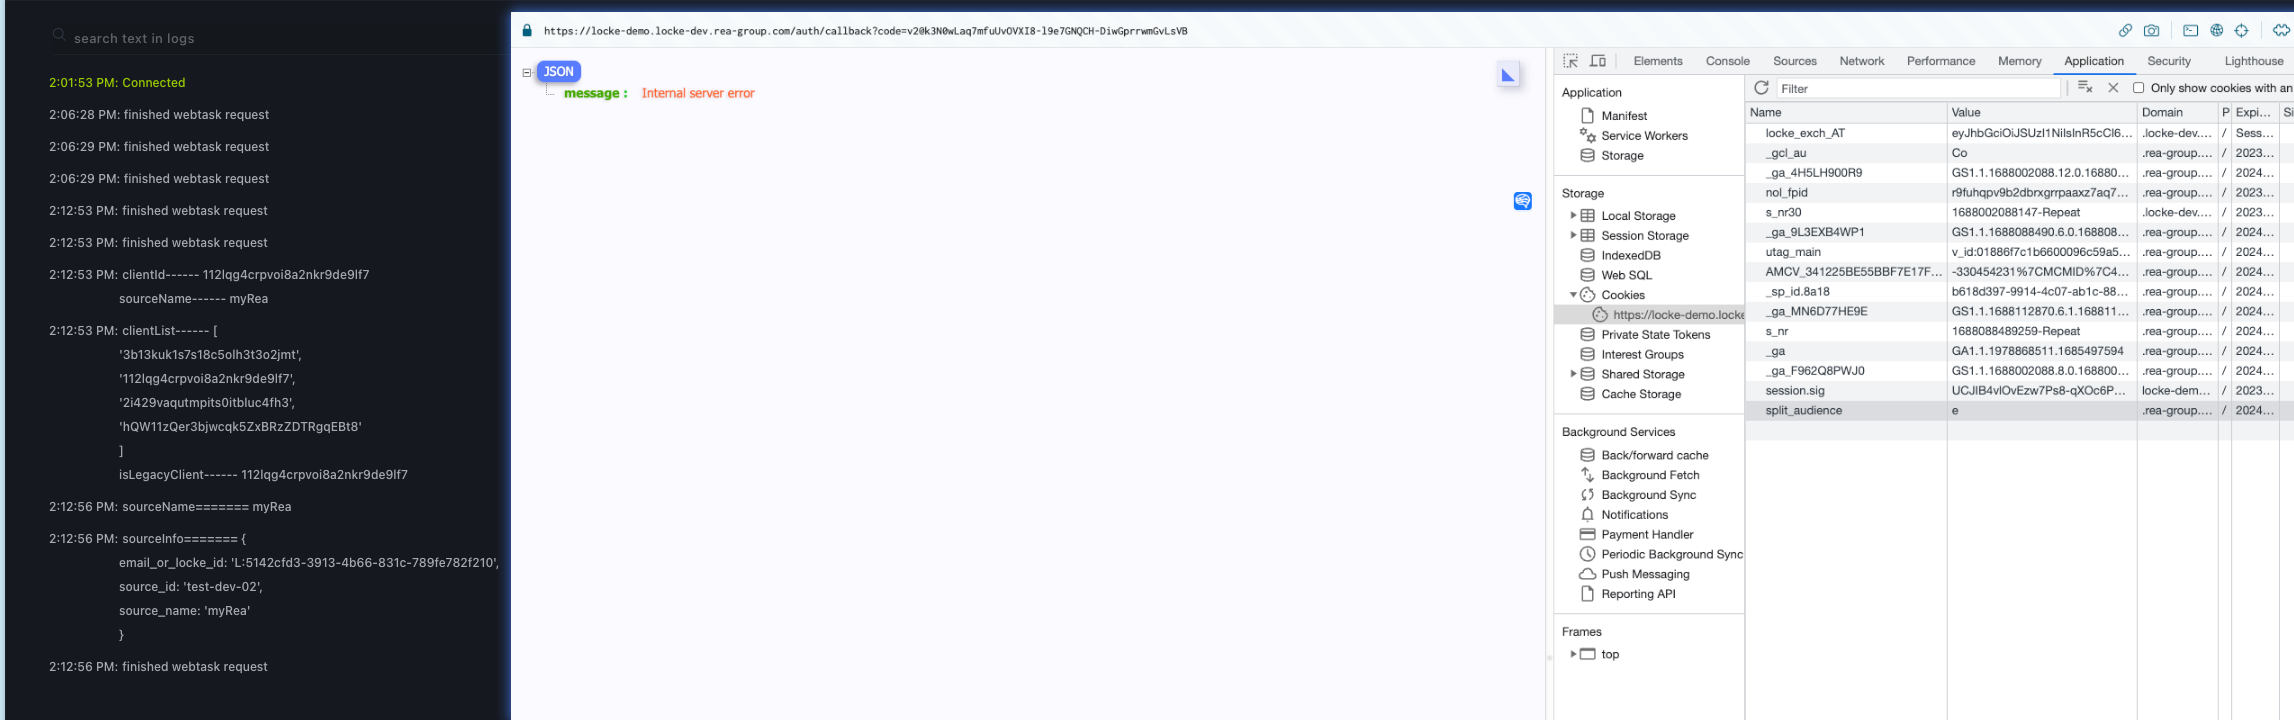 search text in logs
2:01:53 PM: Connected
2:06:28 PM: finished webtask request
2:06:29 PM: finished webtask request
2:06:29 PM: finished webtask request
2:12:53 PM: finished webtask request
2:12:53 PM: finished webtask request
2:12:53 PM: clientId------ 112lqg4crpvoi8a2nkr9de9lf7
sourceName------ myRea
2:12:53 PM: clientList------ [
'3b13kuk1s7s18c5olh3t3o2jmt',
'112lqg4crpvoi8a2nkr9de9lf7',
'2i429vaqutmpits0itbluc4fh3',
'hQW11zQer3bjwcqk5ZxBRzZDTRgqEBt8'
]
isLegacyClient------ 112lqg4crpvoi8a2nkr9de9lf7
2:12:56 PM: sourceName======= myRea
2:12:56 PM: sourceInfo======= {
email_or_locke_id: 'L:5142cfd3-3913-4b66-831c-789fe782f210',
source_id: 'test-dev-02',
source_name: 'myRea'
}
2:12:56 PM: finished webtask request
https://locke-demo.locke-dev.rea-group.com/auth/callback?code=v20k3N0wLaq7mfuUvOVXI8-l9e7GNQCH-DiwGprrwmGvLsVB
JSON
message : Internal server error
Elements Console Sources Network Performance Memory Application Security Lighthouse
Application
Manifest
Service Workers
Storage
Storage
Local Storage
Session Storage
IndexedDB
Web SQL
Cookies
https://locke-demo.locke
Private State Tokens
Interest Groups
Shared Storage
Cache Storage
Background Services
Back/forward cache
Background Fetch
Background Sync
Notifications
Payment Handler
Periodic Background Sync
Push Messaging
Reporting API
Frames
top
Filter Only show cookies with an
Name Value Domain P Expi... Si
locke_exch_AT eyJhbGciOiJSUzI1NiIsInR5cCI6... .locke-dev.... / Sess...
_gcl_au Co .rea-group.... / 2023...
_ga_4H5LH900R9 GS1.1.1688002088.12.0.16880... .rea-group.... / 2024...
nol_fpid r9fuhqpv9b2dbrxgrrpaaxz7aq7... .rea-group.... / 2023...
s_nr30 1688002088147-Repeat .locke-dev.... / 2023...
_ga_9L3EXB4WP1 GS1.1.1688088490.6.0.168808... .rea-group.... / 2024...
utag_main v_id:01886f7c1b6600096c59a5... .rea-group.... / 2024...
AMCV_341225BE55BBF7E17F... -330454231%7CMCMID%7C4... .rea-group.... / 2024...
_sp_id.8a18 b618d397-9914-4c07-ab1c-88... .rea-group.... / 2024...
_ga_MN6D77HE9E GS1.1.1688112870.6.1.168811... .rea-group.... / 2024...
s_nr 1688088489259-Repeat .rea-group.... / 2024...
_ga GA1.1.1978868511.1685497594 .rea-group.... / 2024...
_ga_F962Q8PWJ0 GS1.1.1688002088.8.0.168800... .rea-group.... / 2024...
session.sig UCJIB4vlOvEzw7Ps8-qXOc6P... locke-dem... / 2023...
split_audience e .rea-group.... / 2024...